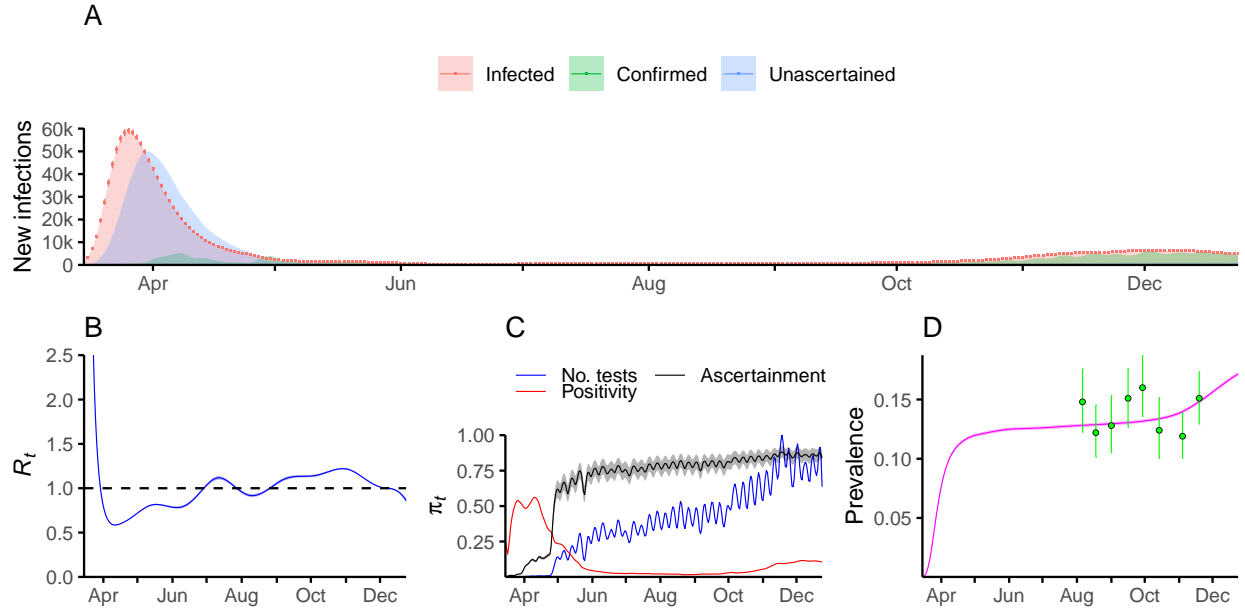 A
Infected Confirmed Unascertained
New infections
60k
50k
40k
30k
20k
10k
0
Apr Jun Aug Oct Dec
B
R_t
2.5
2.0
1.5
1.0
0.5
0.0
Apr Jun Aug Oct Dec
C
No. tests Ascertainment
Positivity
π_t
1.00
0.75
0.50
0.25
Apr Jun Aug Oct Dec
D
Prevalence
0.15
0.10
0.05
Apr Jun Aug Oct Dec